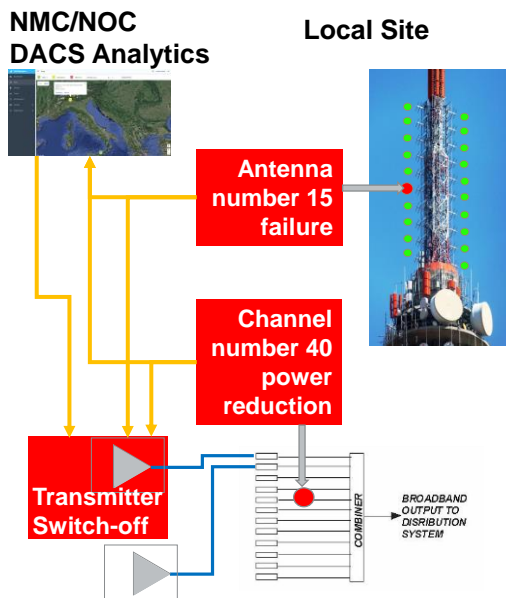 NMC/NOC
DACS Analytics
Local Site
Antenna
number 15
failure
Channel
number 40
power
reduction
Transmitter
Switch-off
COMBINER
BROADBAND
OUTPUT TO
DISRIBUTION
SYSTEM